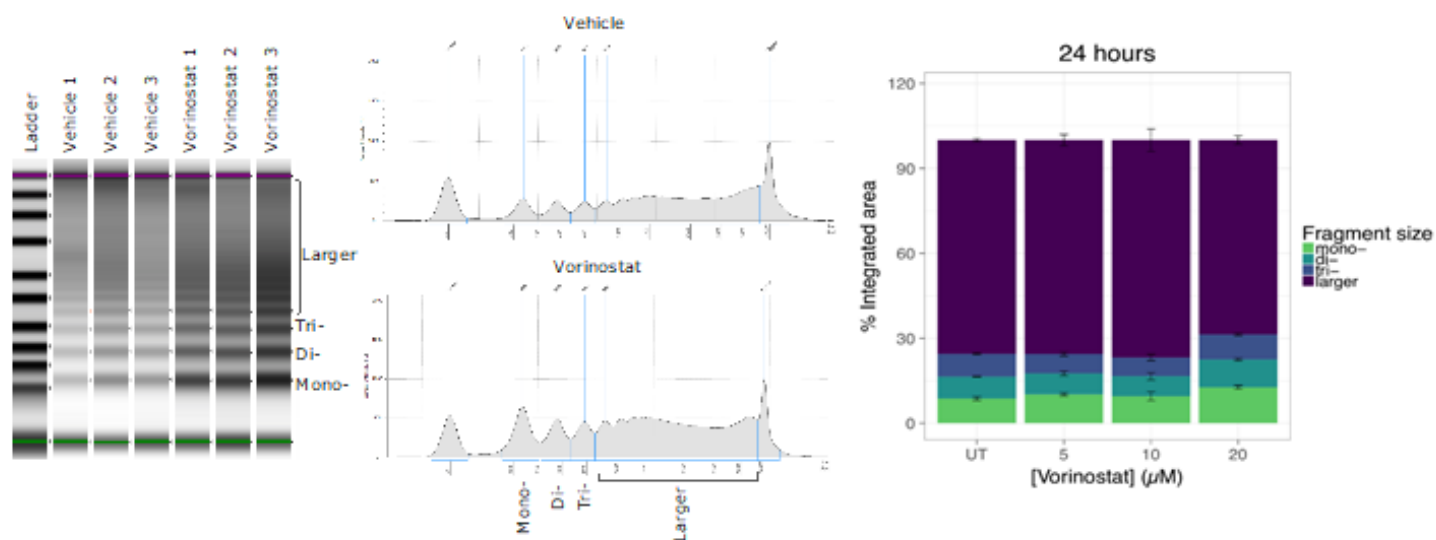 Ladder
Vehicle 1
Vehicle 2
Vehicle 3
Vorinostat 1
Vorinostat 2
Vorinostat 3
Larger
Tri-
Di-
Mono-
Vehicle
Vorinostat
Mono-
Di-
Tri-
Larger
24 hours
% Integrated area
120
90
60
30
0
UT
5
10
20
[Vorinostat] (µM)
Fragment size
mono-
di-
tri-
larger